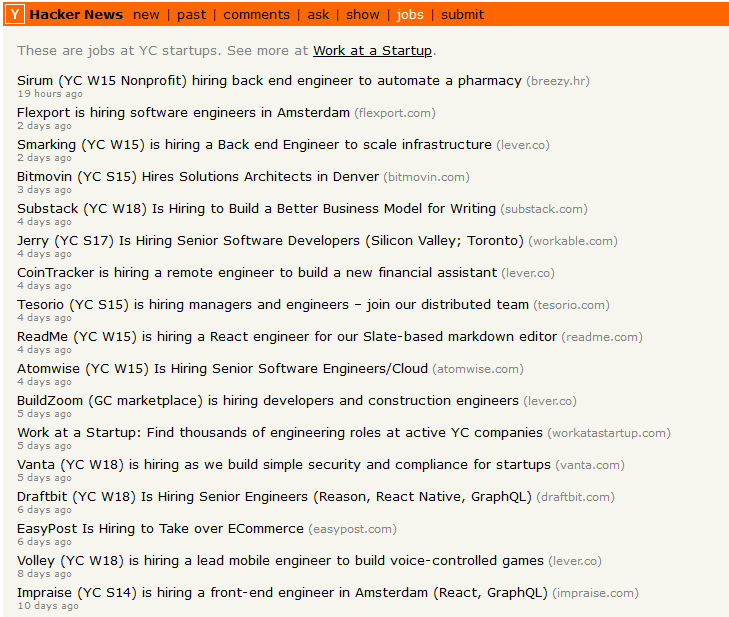 Y Hacker News new | past | comments | ask | show | jobs | submit
These are jobs at YC startups. See more at Work at a Startup.
Sirum (YC W15 Nonprofit) hiring back end engineer to automate a pharmacy (breezy.hr)
19 hours ago
Flexport is hiring software engineers in Amsterdam (flexport.com)
2 days ago
Smarking (YC W15) is hiring a Back end Engineer to scale infrastructure (lever.co)
2 days ago
Bitmovin (YC S15) Hires Solutions Architects in Denver (bitmovin.com)
3 days ago
Substack (YC W18) Is Hiring to Build a Better Business Model for Writing (substack.com)
4 days ago
Jerry (YC S17) Is Hiring Senior Software Developers (Silicon Valley; Toronto) (workable.com)
4 days ago
CoinTracker is hiring a remote engineer to build a new financial assistant (lever.co)
4 days ago
Tesorio (YC S15) is hiring managers and engineers – join our distributed team (tesorio.com)
4 days ago
ReadMe (YC W15) is hiring a React engineer for our Slate-based markdown editor (readme.com)
4 days ago
Atomwise (YC W15) Is Hiring Senior Software Engineers/Cloud (atomwise.com)
4 days ago
BuildZoom (GC marketplace) is hiring developers and construction engineers (lever.co)
5 days ago
Work at a Startup: Find thousands of engineering roles at active YC companies (workatastartup.com)
5 days ago
Vanta (YC W18) is hiring as we build simple security and compliance for startups (vanta.com)
5 days ago
Draftbit (YC W18) Is Hiring Senior Engineers (Reason, React Native, GraphQL) (draftbit.com)
6 days ago
EasyPost Is Hiring to Take over ECommerce (easypost.com)
6 days ago
Volley (YC W18) is hiring a lead mobile engineer to build voice-controlled games (lever.co)
8 days ago
Impraise (YC S14) is hiring a front-end engineer in Amsterdam (React, GraphQL) (impraise.com)
10 days ago